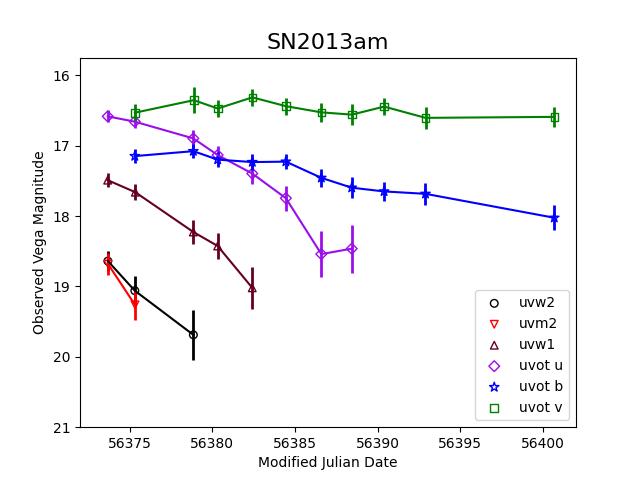 SN2013am
16
17
18
19
20
21
Observed Vega Magnitude
56375 56380 56385 56390 56395 56400
Modified Julian Date
uvw2
uvm2
uvw1
uvot u
uvot b
uvot v